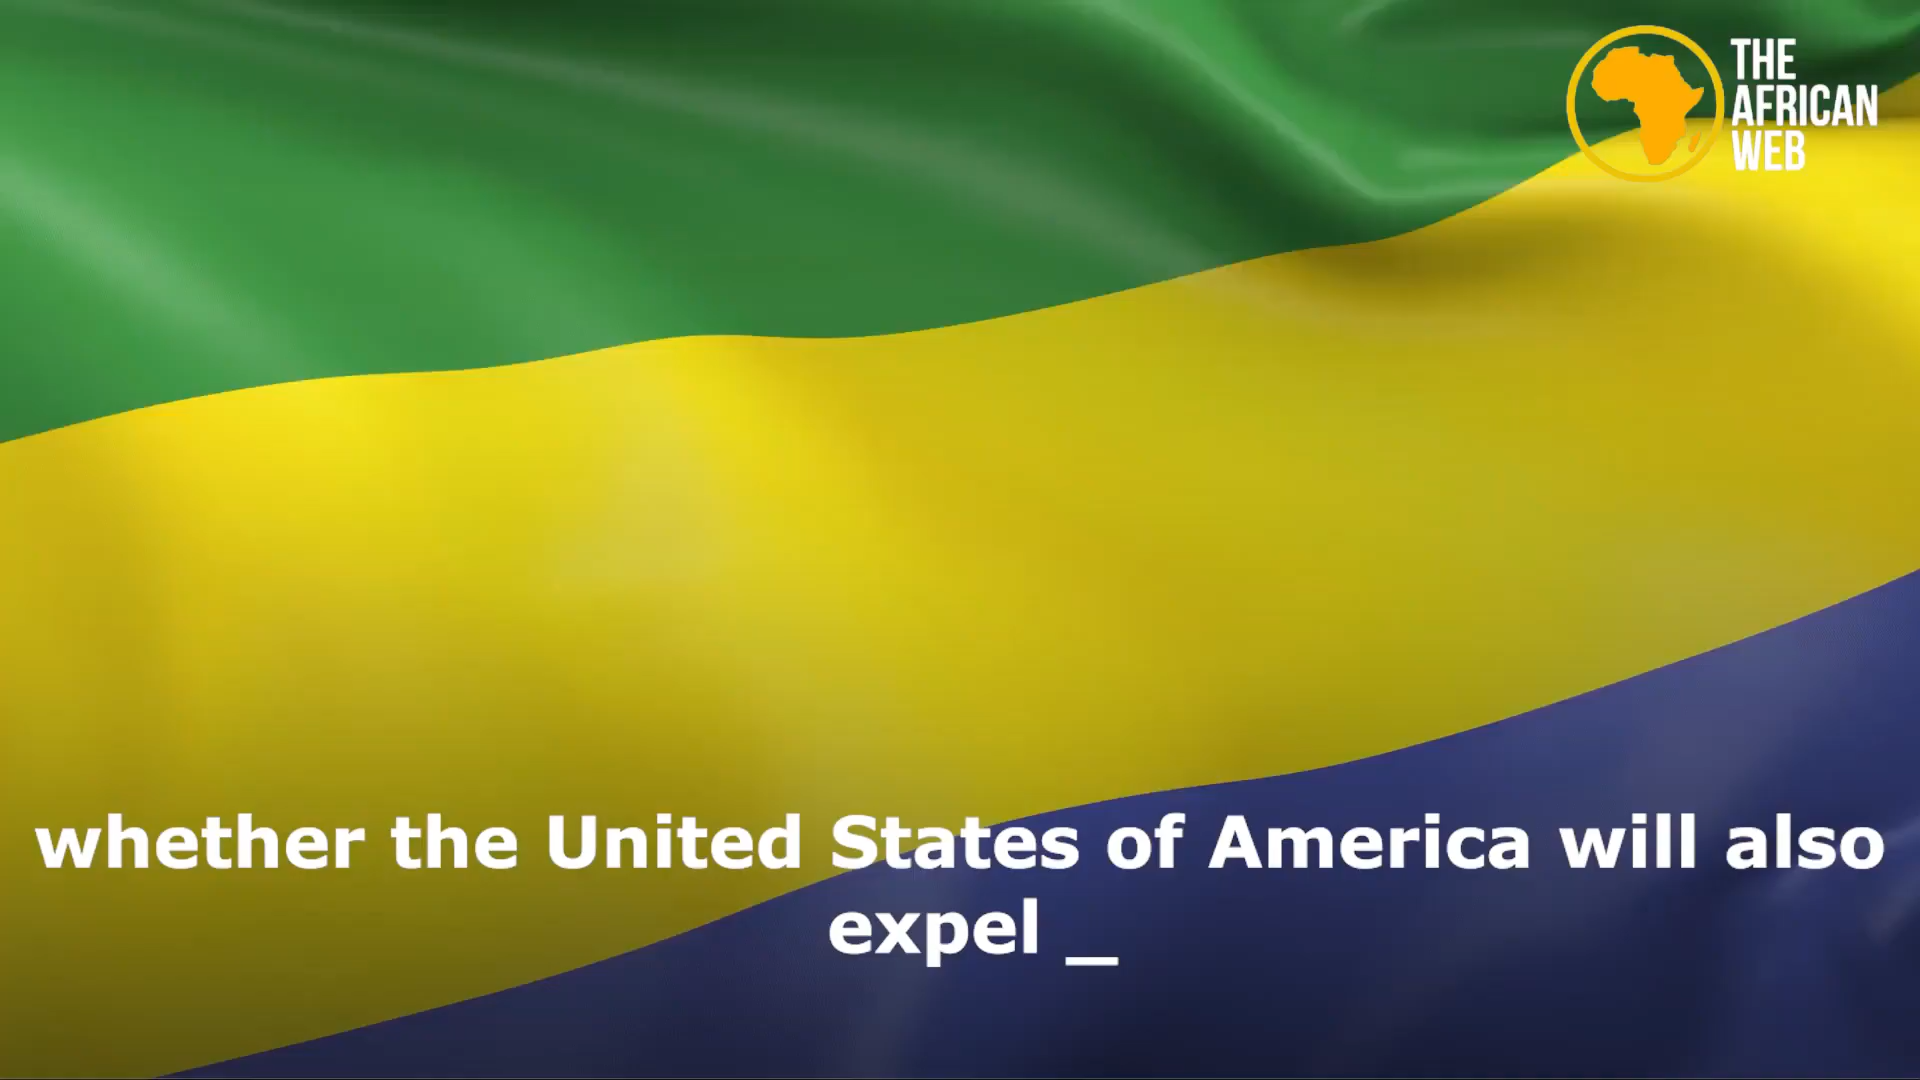 THE
AFRICAN
WEB
whether the United States of America will also
expel _